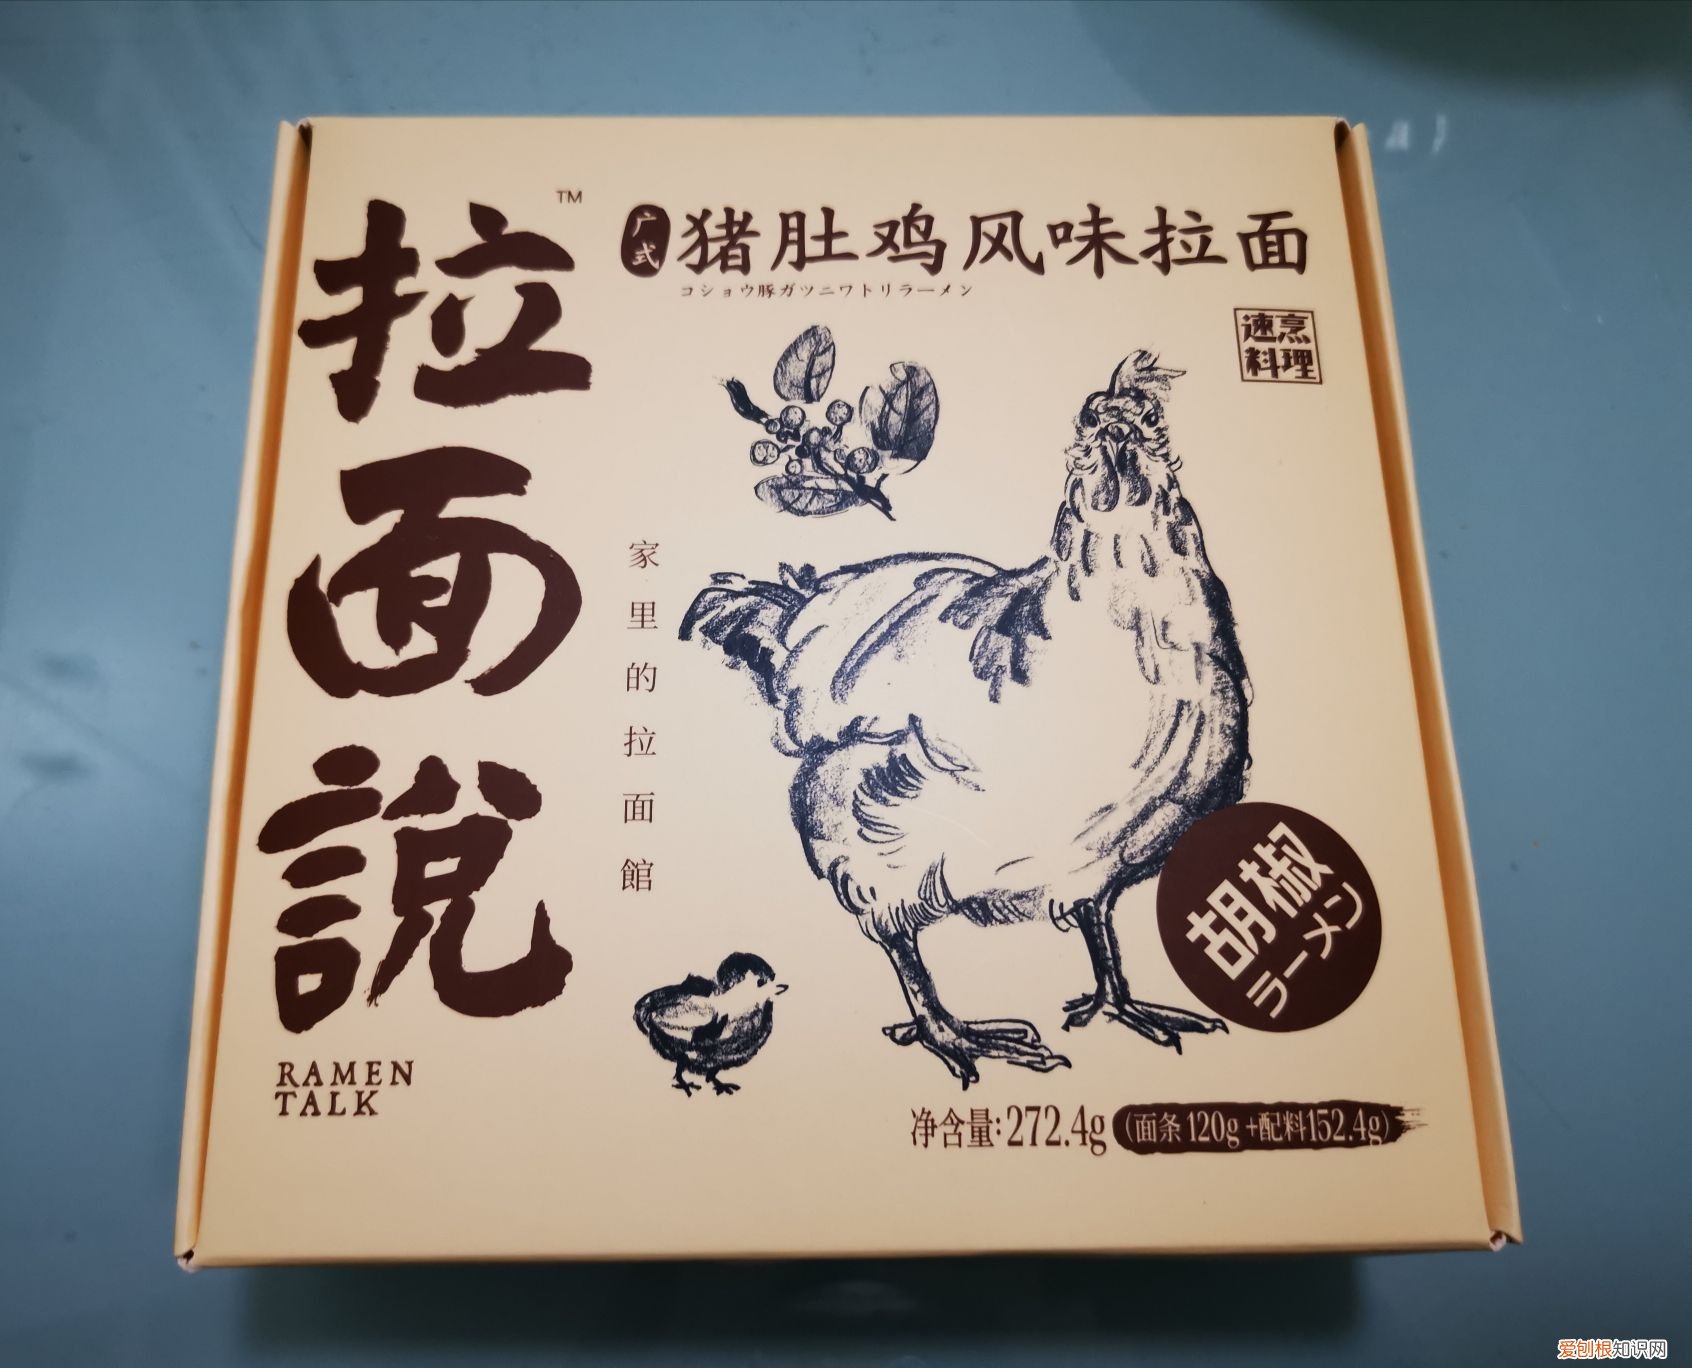 拉面説
TM
RAMEN
TALK
广式
猪肚鸡风味拉面
コショウ豚ガツニワトリラーメン
速烹
料理
家里的拉面館
胡椒
ラーメン
净含量:272.4g
(面条120g+配料152.4g)
爱刨根知识网